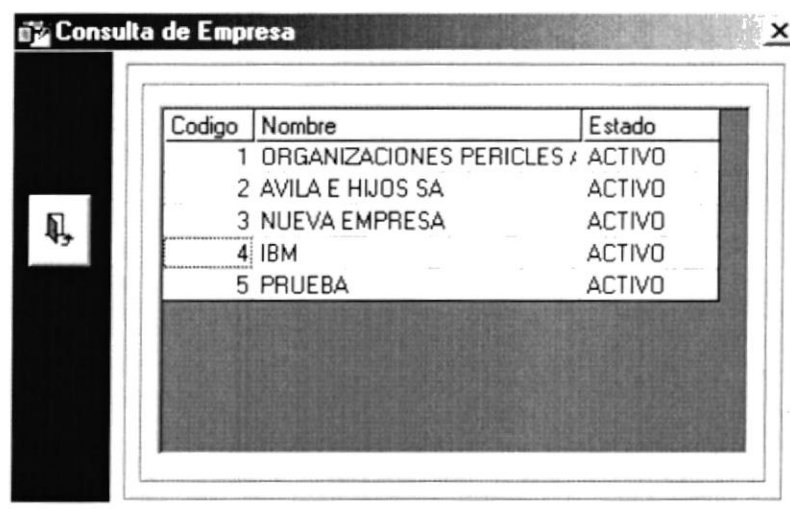 Consulta de Empresa
Codigo Nombre Estado
1 ORGANIZACIONES PERICLES ACTIVO
2 AVILA E HIJOS SA ACTIVO
3 NUEVA EMPRESA ACTIVO
4 IBM ACTIVO
5 PRUEBA ACTIVO